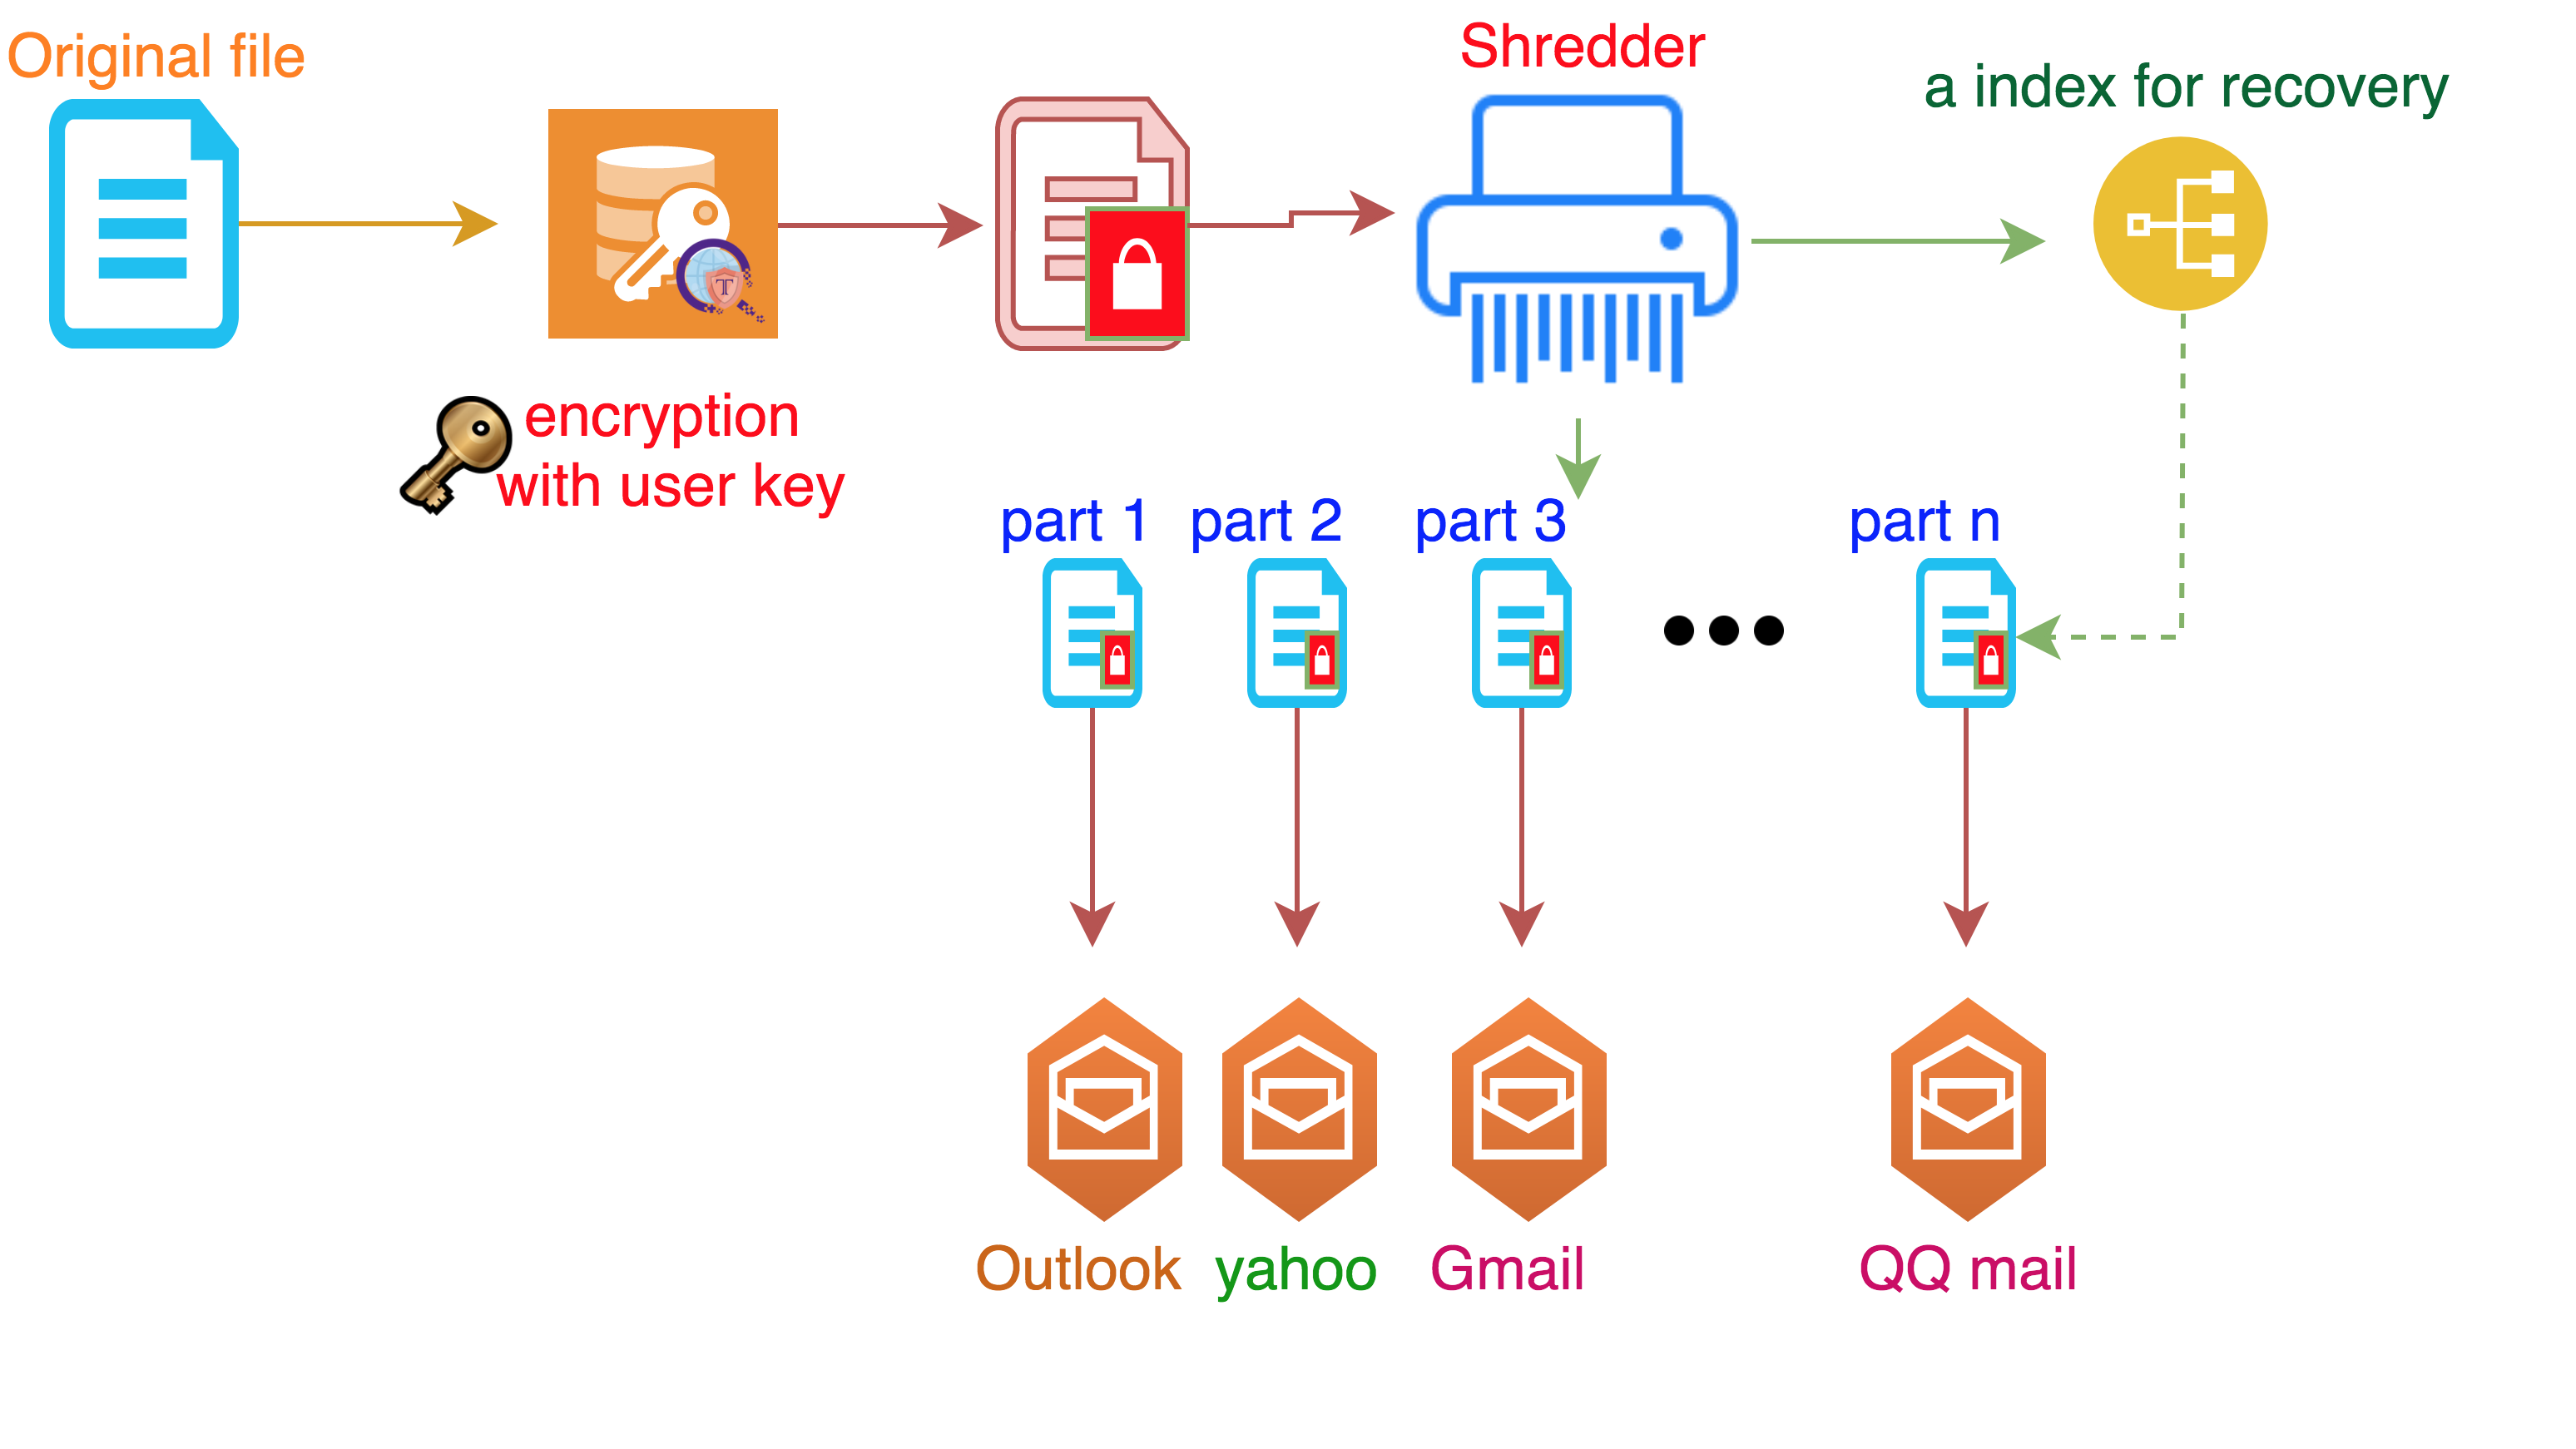 Original file
Shredder
a index for recovery
T
encryption
with user key
part 1
part 2
part 3
part n
Outlook
yahoo
Gmail
QQ mail